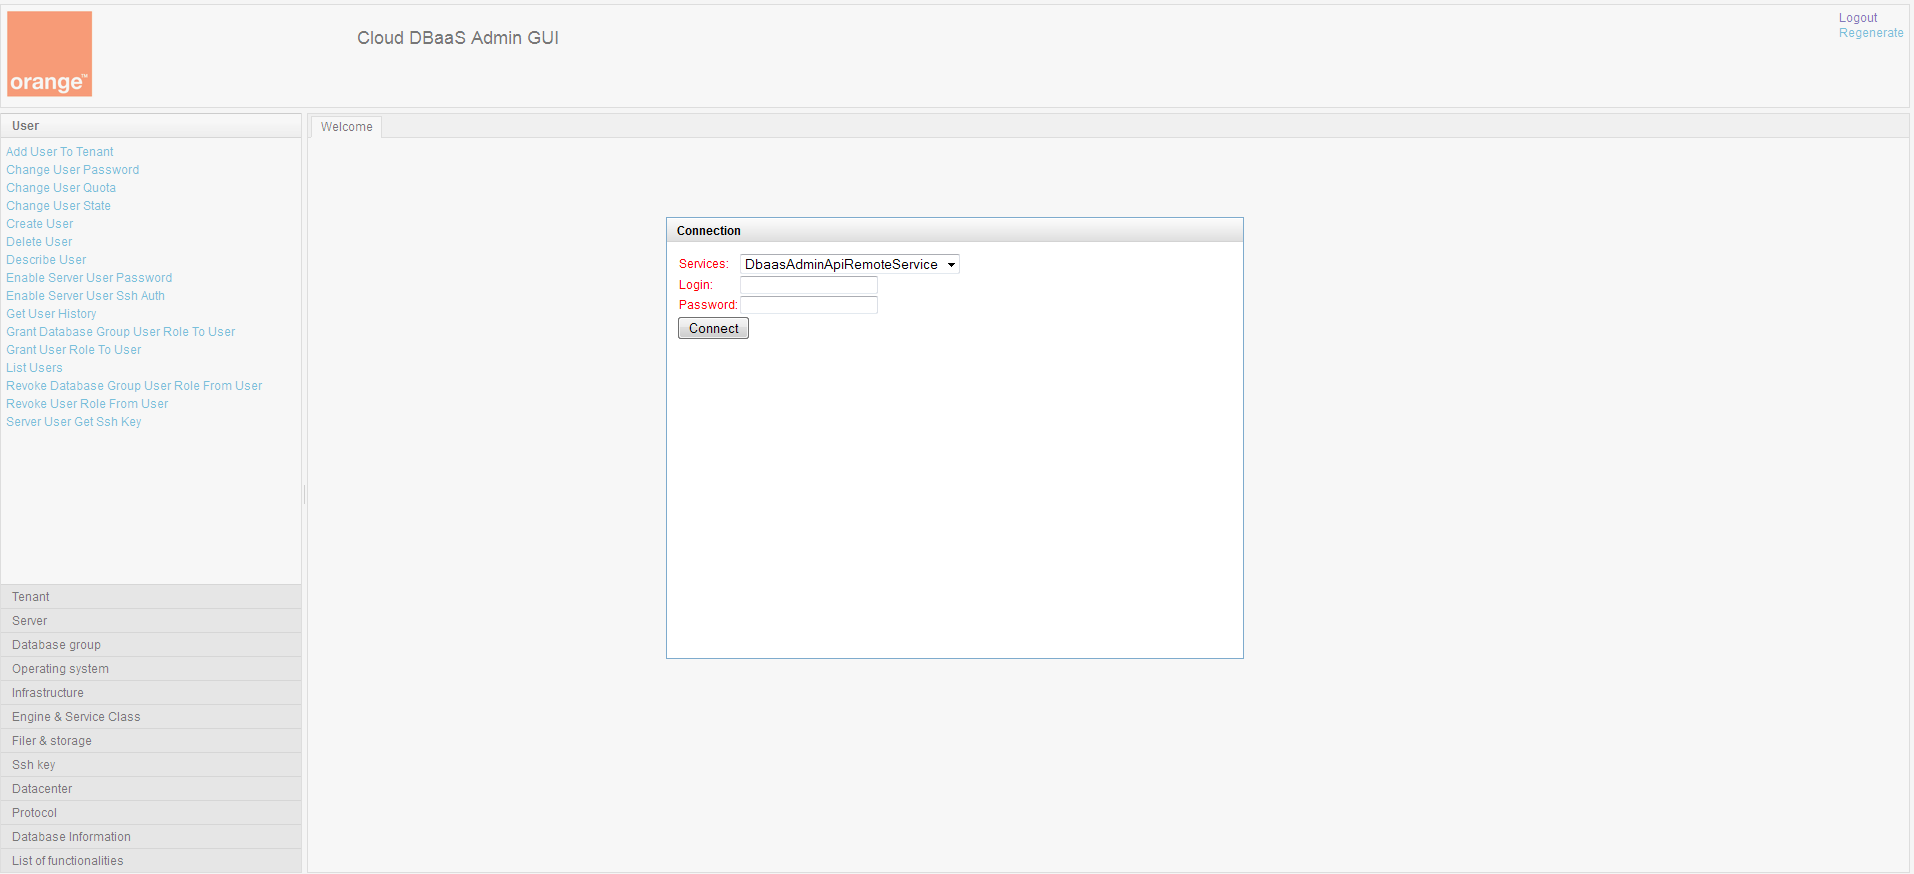 orange™
Cloud DBaaS Admin GUI
Logout
Regenerate
User
Add User To Tenant
Change User Password
Change User Quota
Change User State
Create User
Delete User
Describe User
Enable Server User Password
Enable Server User Ssh Auth
Get User History
Grant Database Group User Role To User
Grant User Role To User
List Users
Revoke Database Group User Role From User
Revoke User Role From User
Server User Get Ssh Key
Tenant
Server
Database group
Operating system
Infrastructure
Engine & Service Class
Filer & storage
Ssh key
Datacenter
Protocol
Database Information
List of functionalities
Welcome
Connection
Services: DbaasAdminApiRemoteService
Login:
Password:
Connect